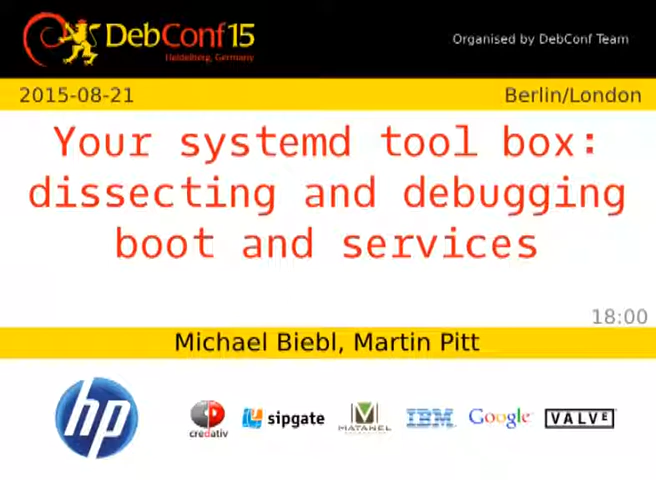 DebConf15
Heidelberg, Germany
Organised by DebConf Team
2015-08-21
Berlin/London
Your systemd tool box:
dissecting and debugging
boot and services
18:00
Michael Biebl, Martin Pitt
hp
credativ
sipgate
MATANEL
IBM
Google
VALVE